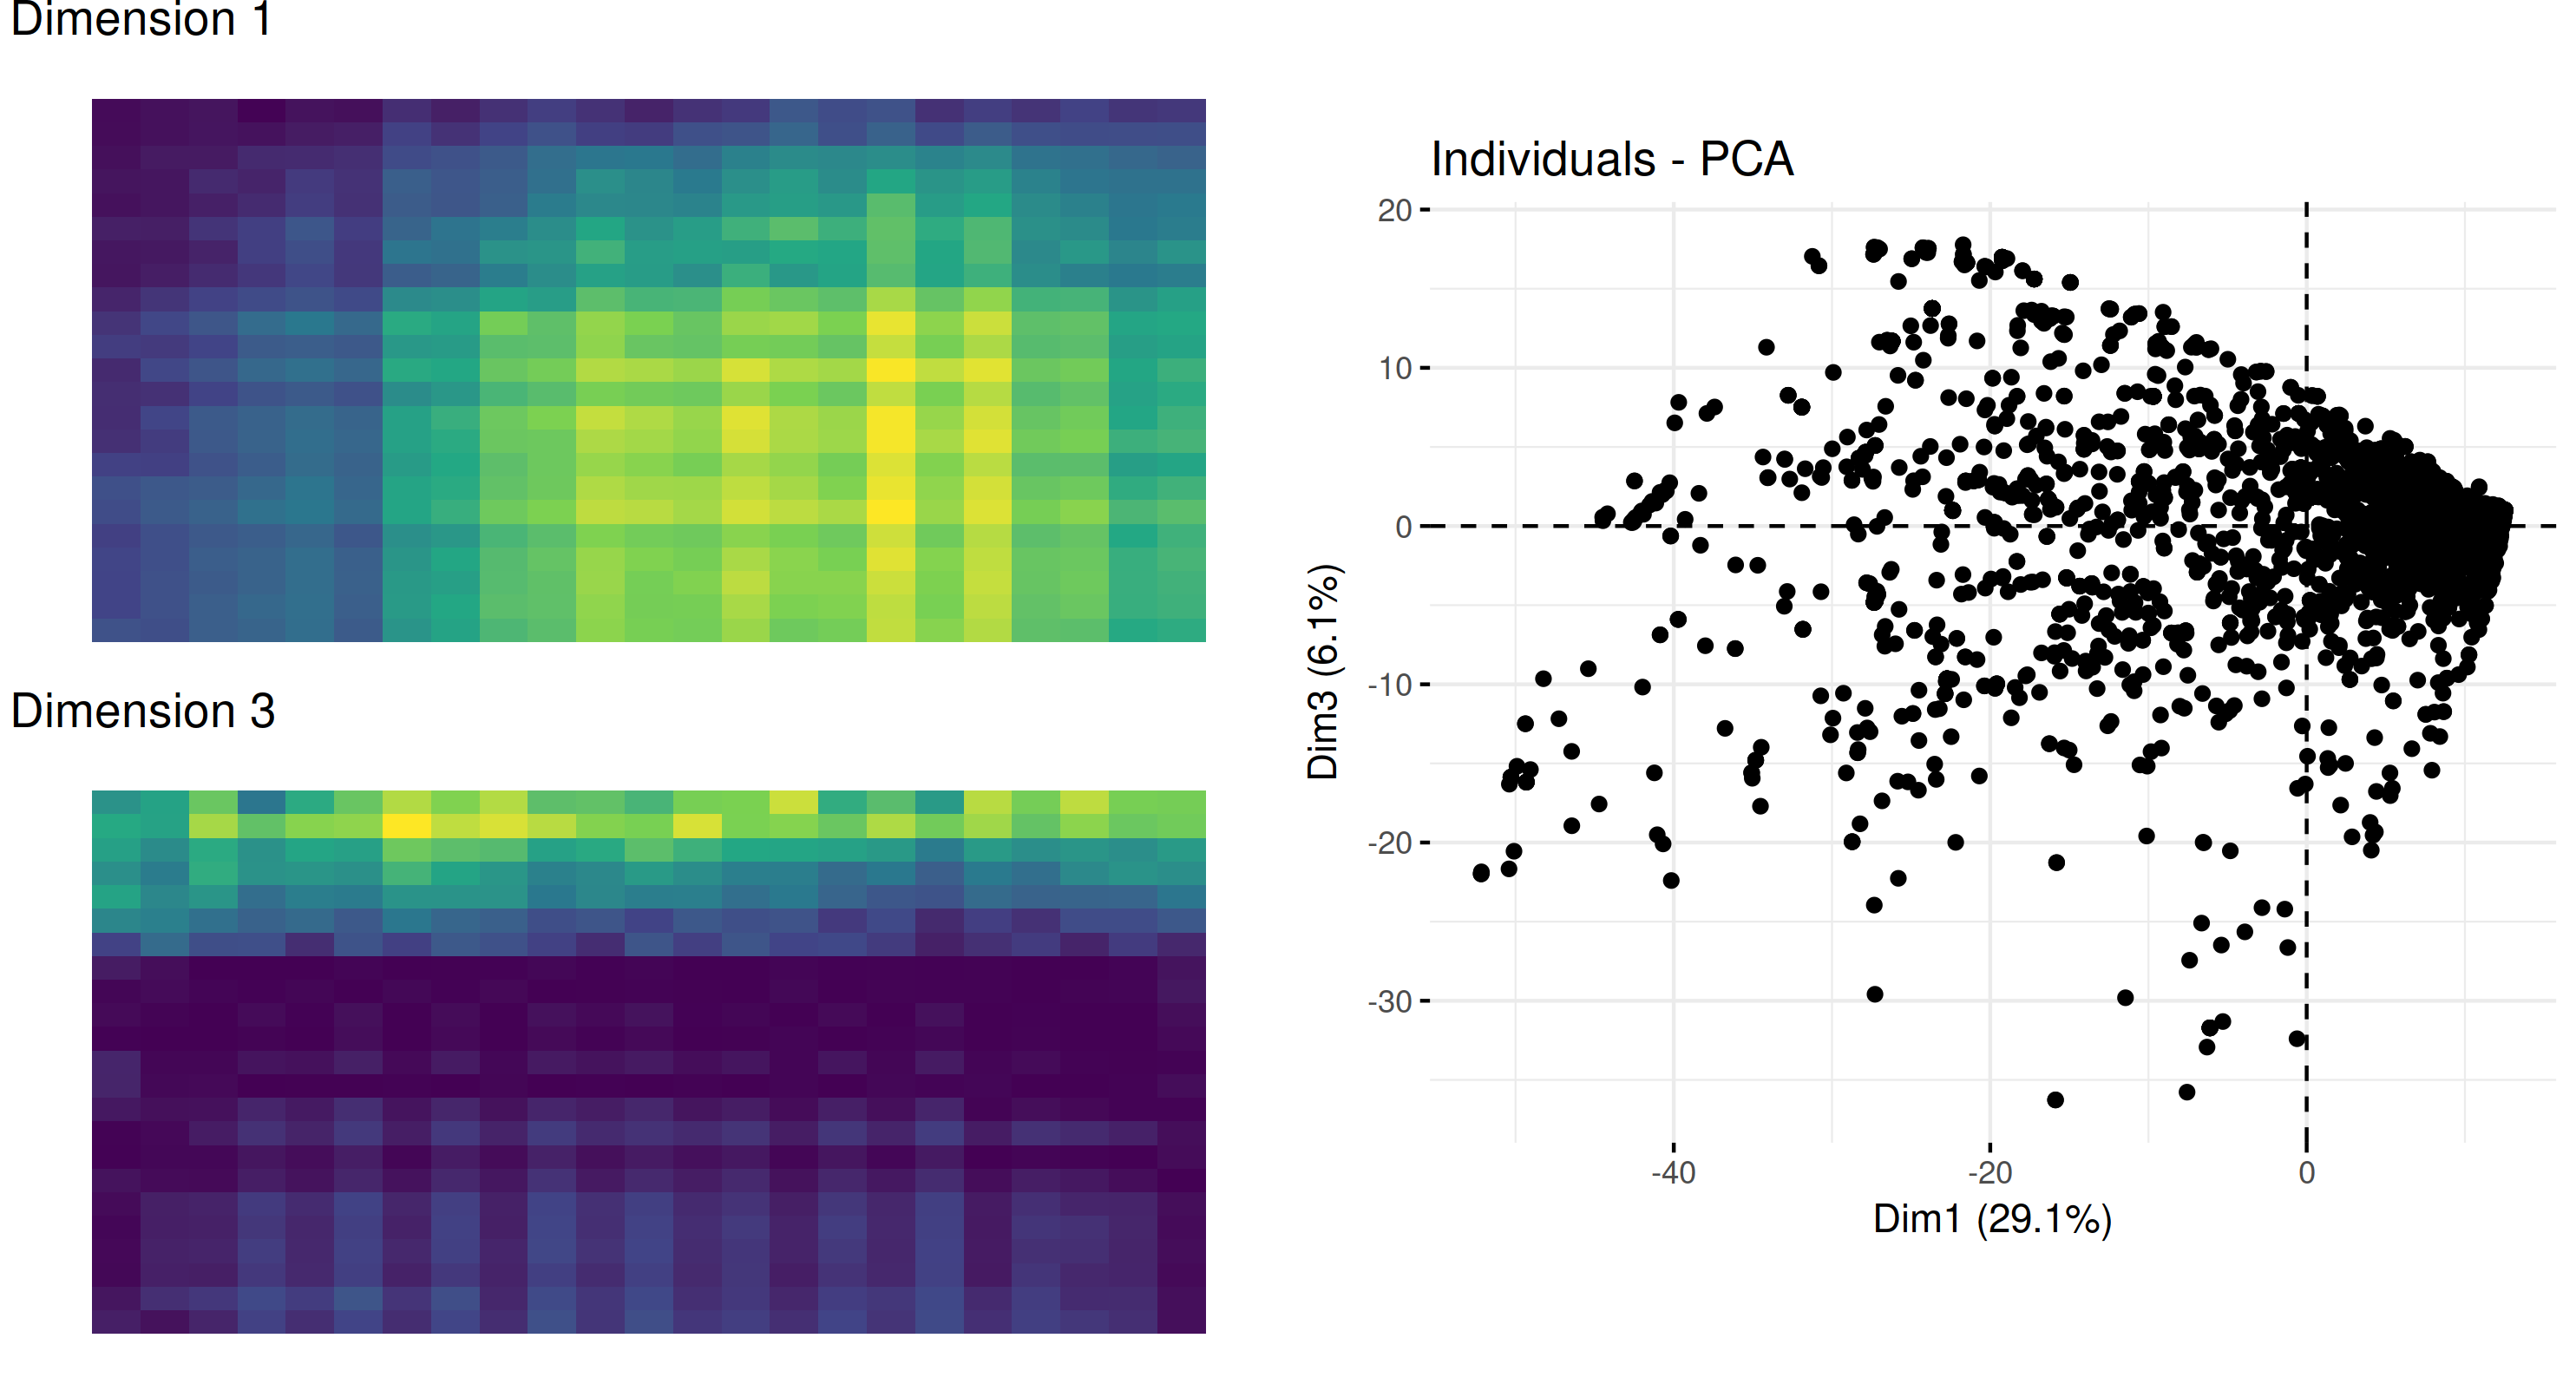 Dimension 1
Dimension 3
Individuals - PCA
20
10
0
-10
-20
-30
Dim3 (6.1%)
-40
-20
0
Dim1 (29.1%)